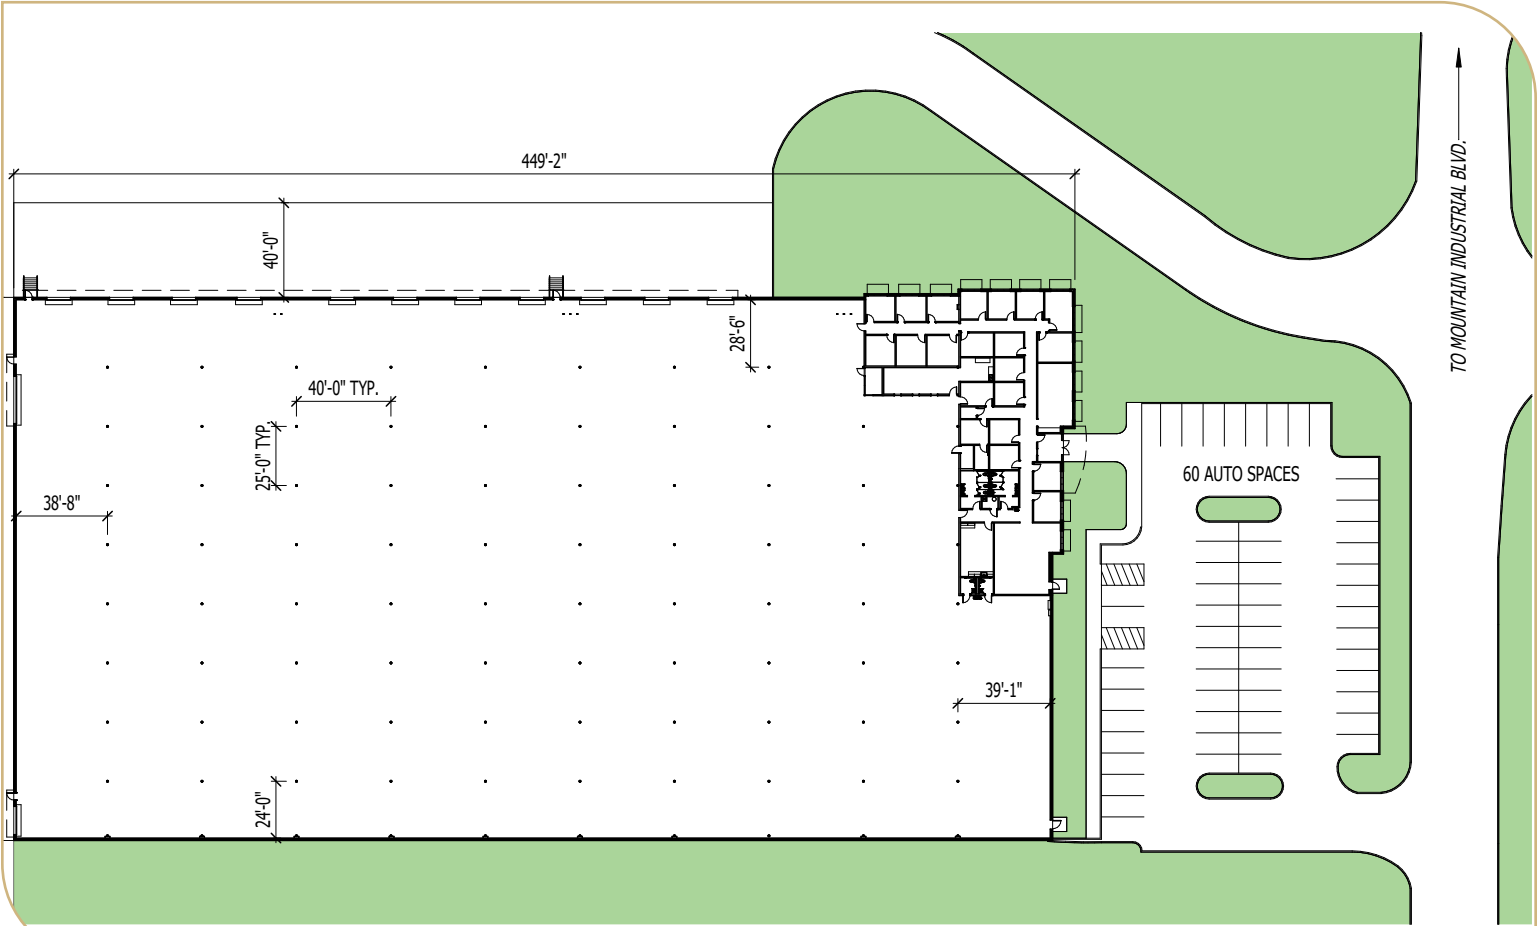 449'-2"
40'-0"
28'-6"
40'-0" TYP.
25'-0" TYP.
38'-8"
60 AUTO SPACES
39'-1"
24'-0"
TO MOUNTAIN INDUSTRIAL BLVD.